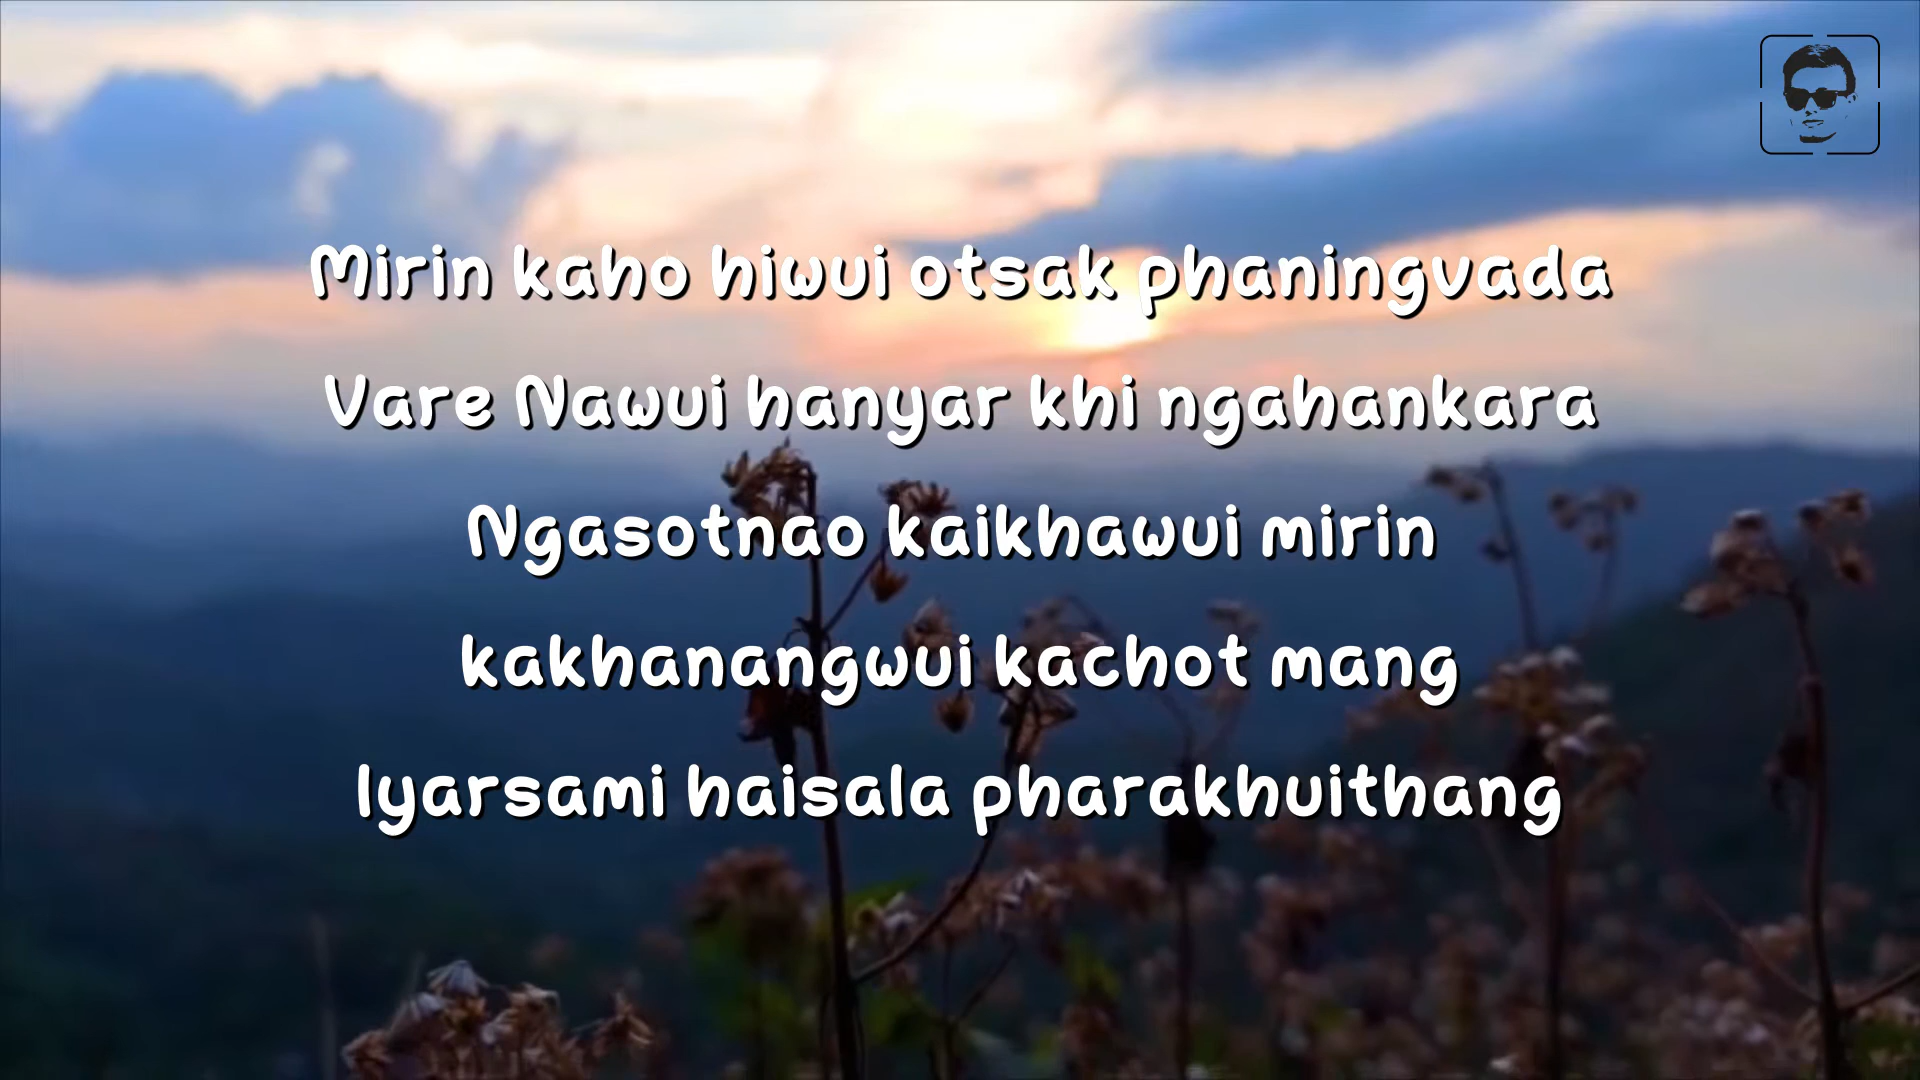 Mirin kaho hiwui otsak phaningvada
Vare Nawui hanyar khi ngahankara
Ngasotnao kaikhawui mirin
kakhanangwui kachot mang
Iyarsami haisala pharakhuithang